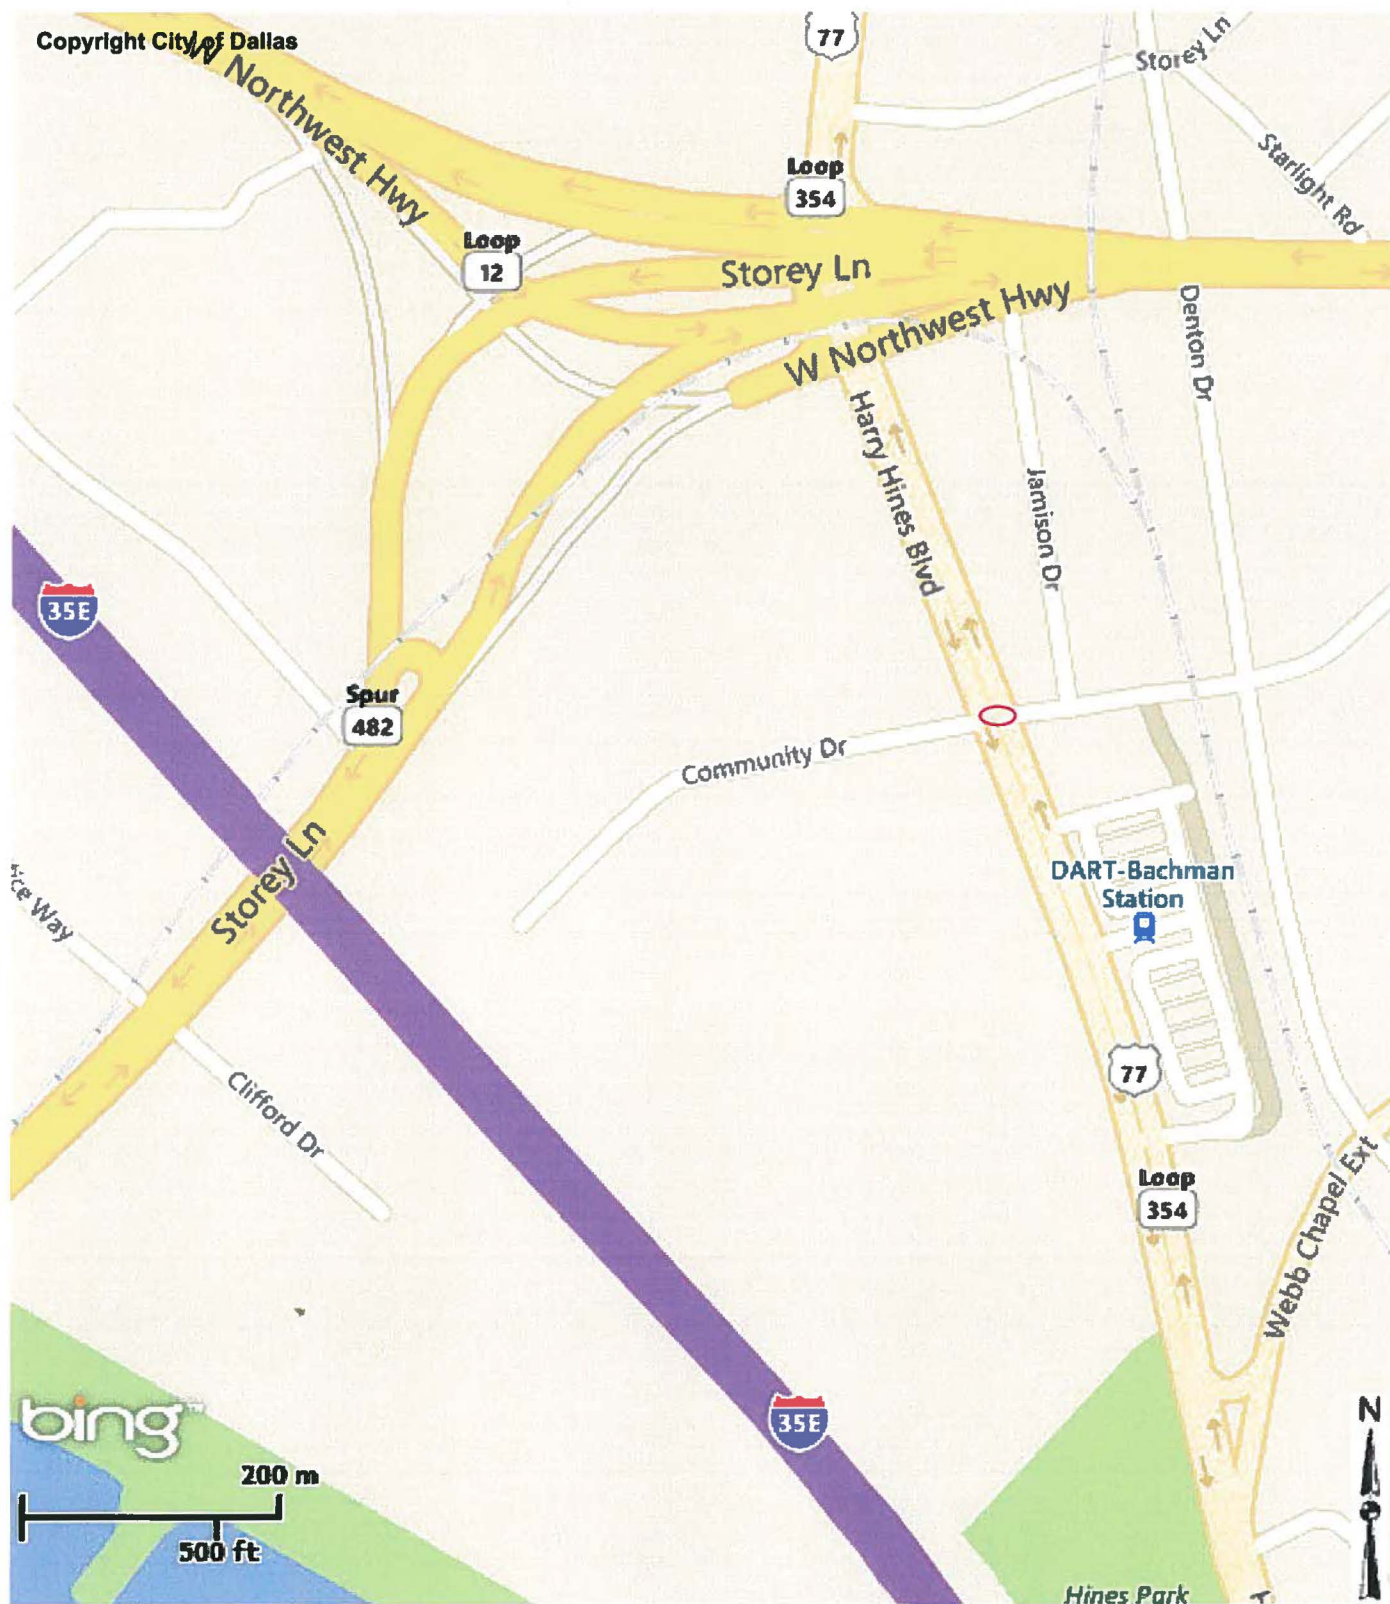 Copyright City of Dallas
77
Storey Ln
W Northwest Hwy
Starlight Rd
Loop
354
Loop
12
Storey Ln
W Northwest Hwy
Denton Dr
Harry Hines Blvd
Jamison Dr
35E
Spur
482
Community Dr
Storey Ln
DART-Bachman
Station
Way
77
Clifford Dr
Loop
354
Webb Chapel Ext
bing™
35E
N
200 m
500 ft
Hines Park